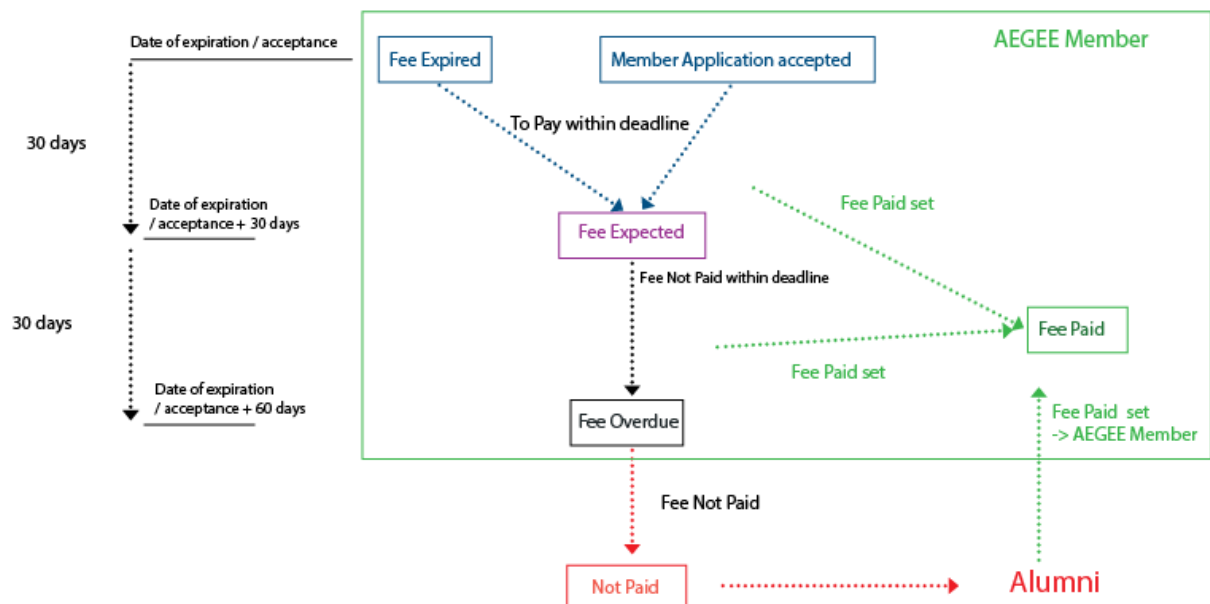 Date of expiration / acceptance
Fee Expired
Member Application accepted
AEGEE Member
To Pay within deadline
30 days
Date of expiration
/ acceptance + 30 days
Fee Paid set
Fee Expected
Fee Not Paid within deadline
30 days
Fee Paid
Fee Paid set
Date of expiration
/ acceptance + 60 days
Fee Overdue
Fee Paid set
-> AEGEE Member
Fee Not Paid
Not Paid
Alumni